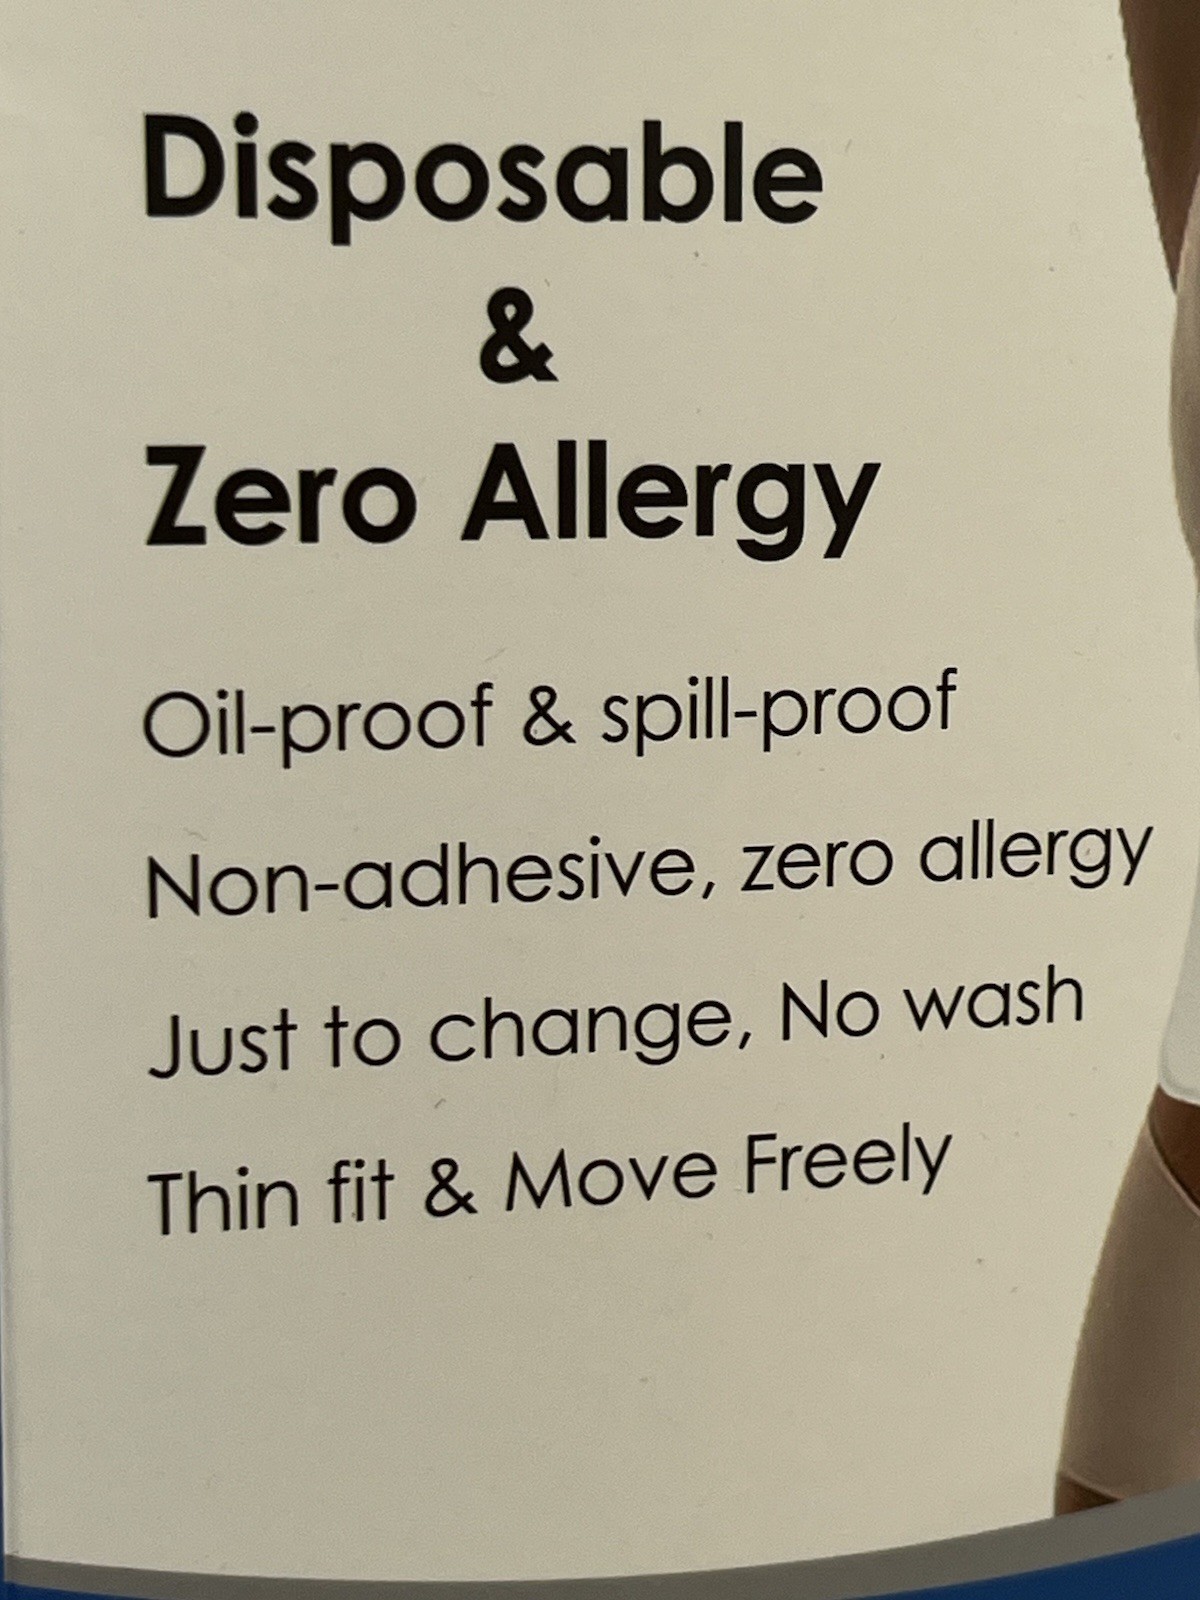 Disposable
&
Zero Allergy
Oil-proof & spill-proof
Non-adhesive, zero allergy
Just to change, No wash
Thin fit & Move Freely